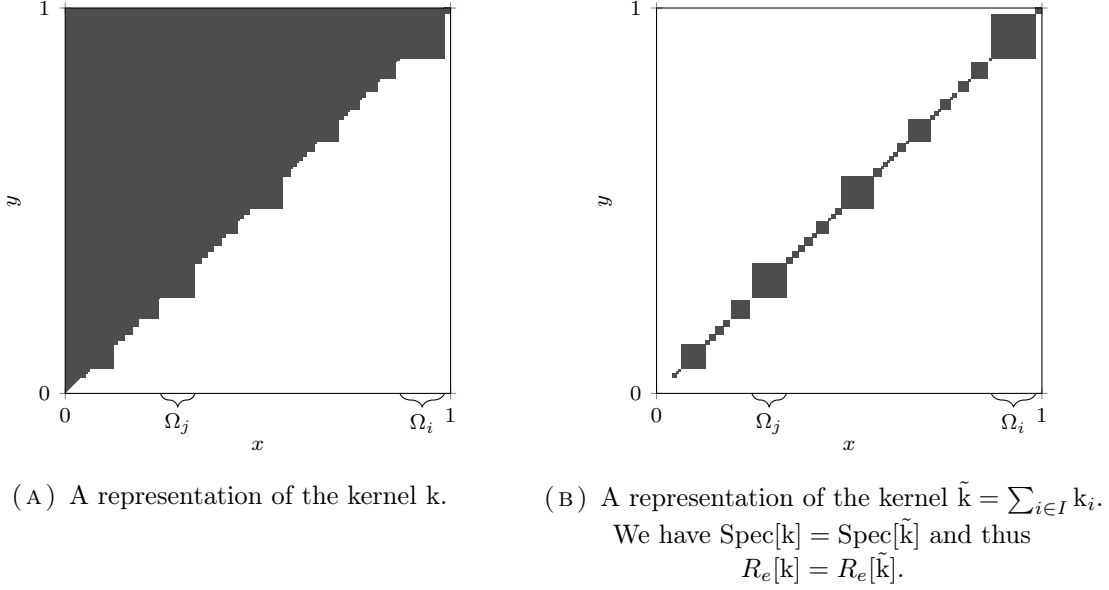 1
y
0
0
Ω_j
Ω_i
1
x
(A) A representation of the kernel k.
1
y
0
0
Ω_j
Ω_i
1
x
(B) A representation of the kernel k̃ = ∑_{i∈I} k_i.
We have Spec[k] = Spec[k̃] and thus
R_e[k] = R_e[k̃].